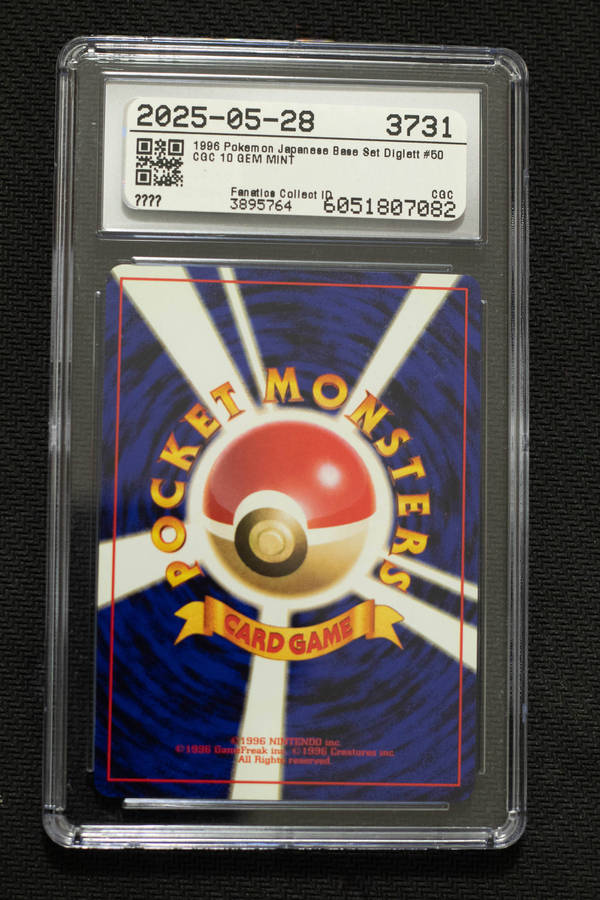 2025-05-28 3731
1996 Pokemon Japanese Base Set Diglett #50
CGC 10 GEM MINT
Fanatics Collect ID CGC
???? 3895764 6051807082
POCKET MONSTERS
CARD GAME
©1996 NINTENDO inc.
©1996 GameFreak inc. ©1996 Creatures inc.
All Rights reserved.